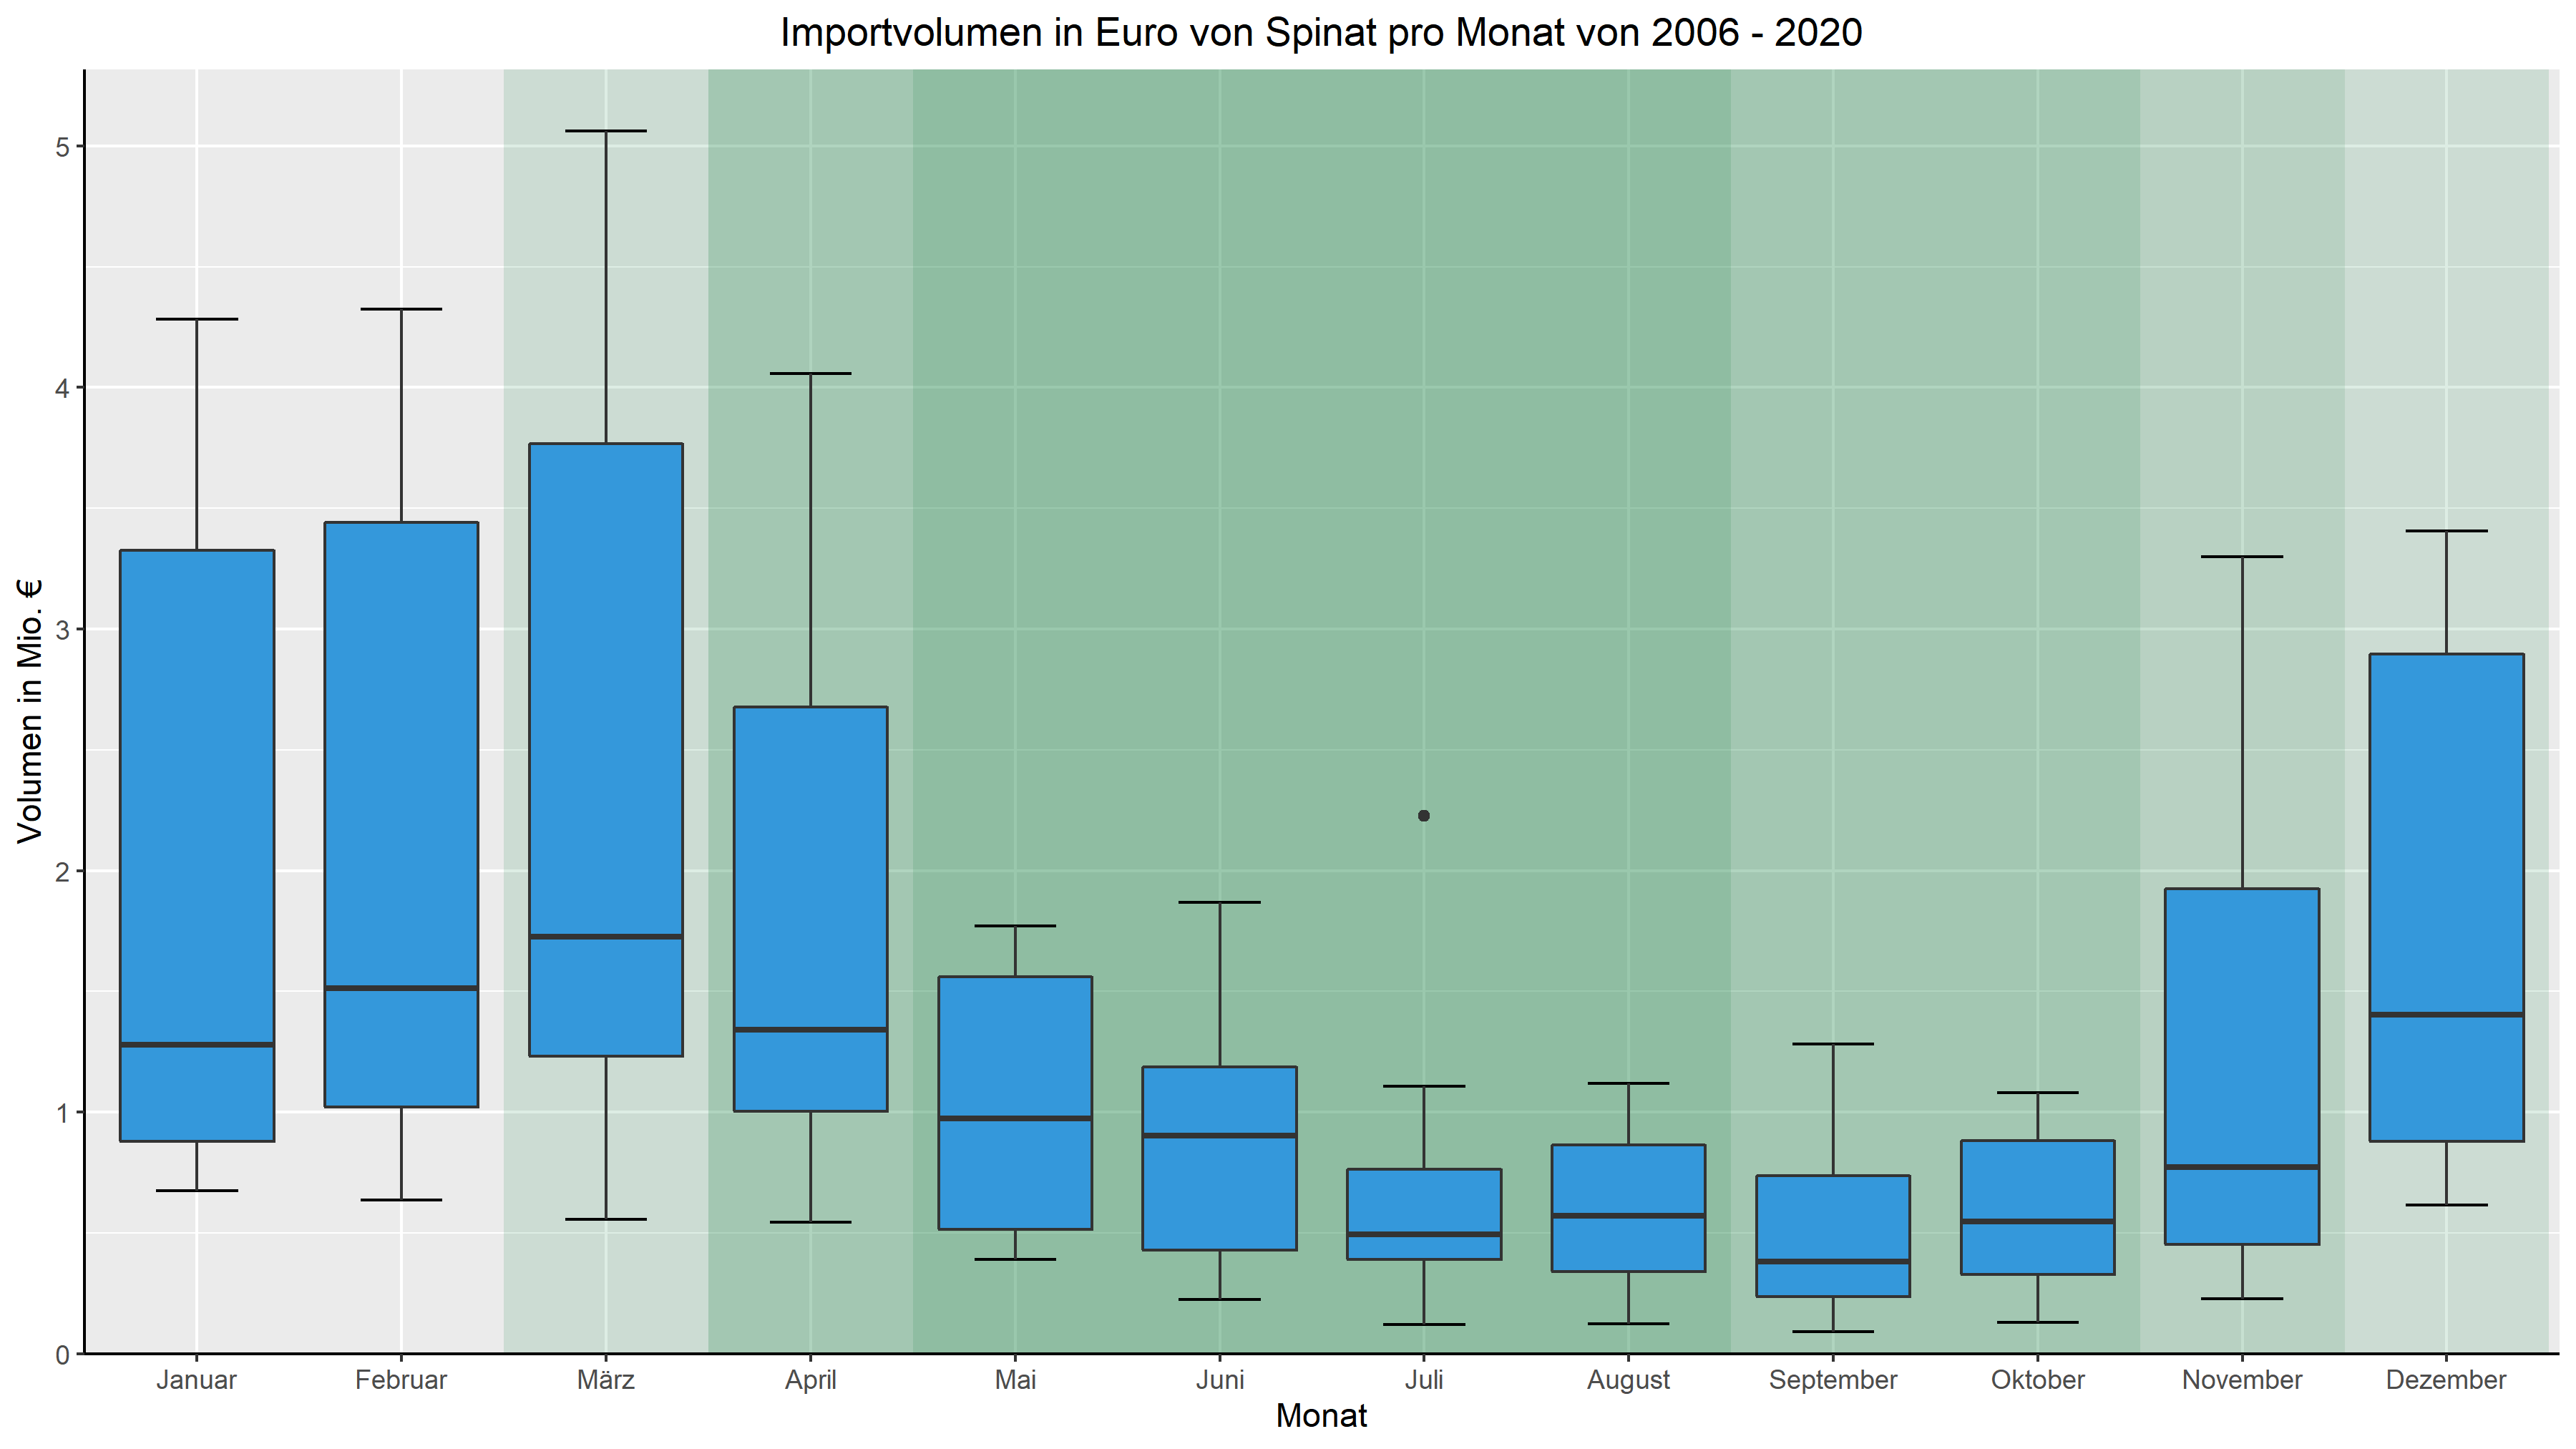 Importvolumen in Euro von Spinat pro Monat von 2006 - 2020
Volumen in Mio. €
5
4
3
2
1
0
Januar Februar März April Mai Juni Juli August September Oktober November Dezember
Monat